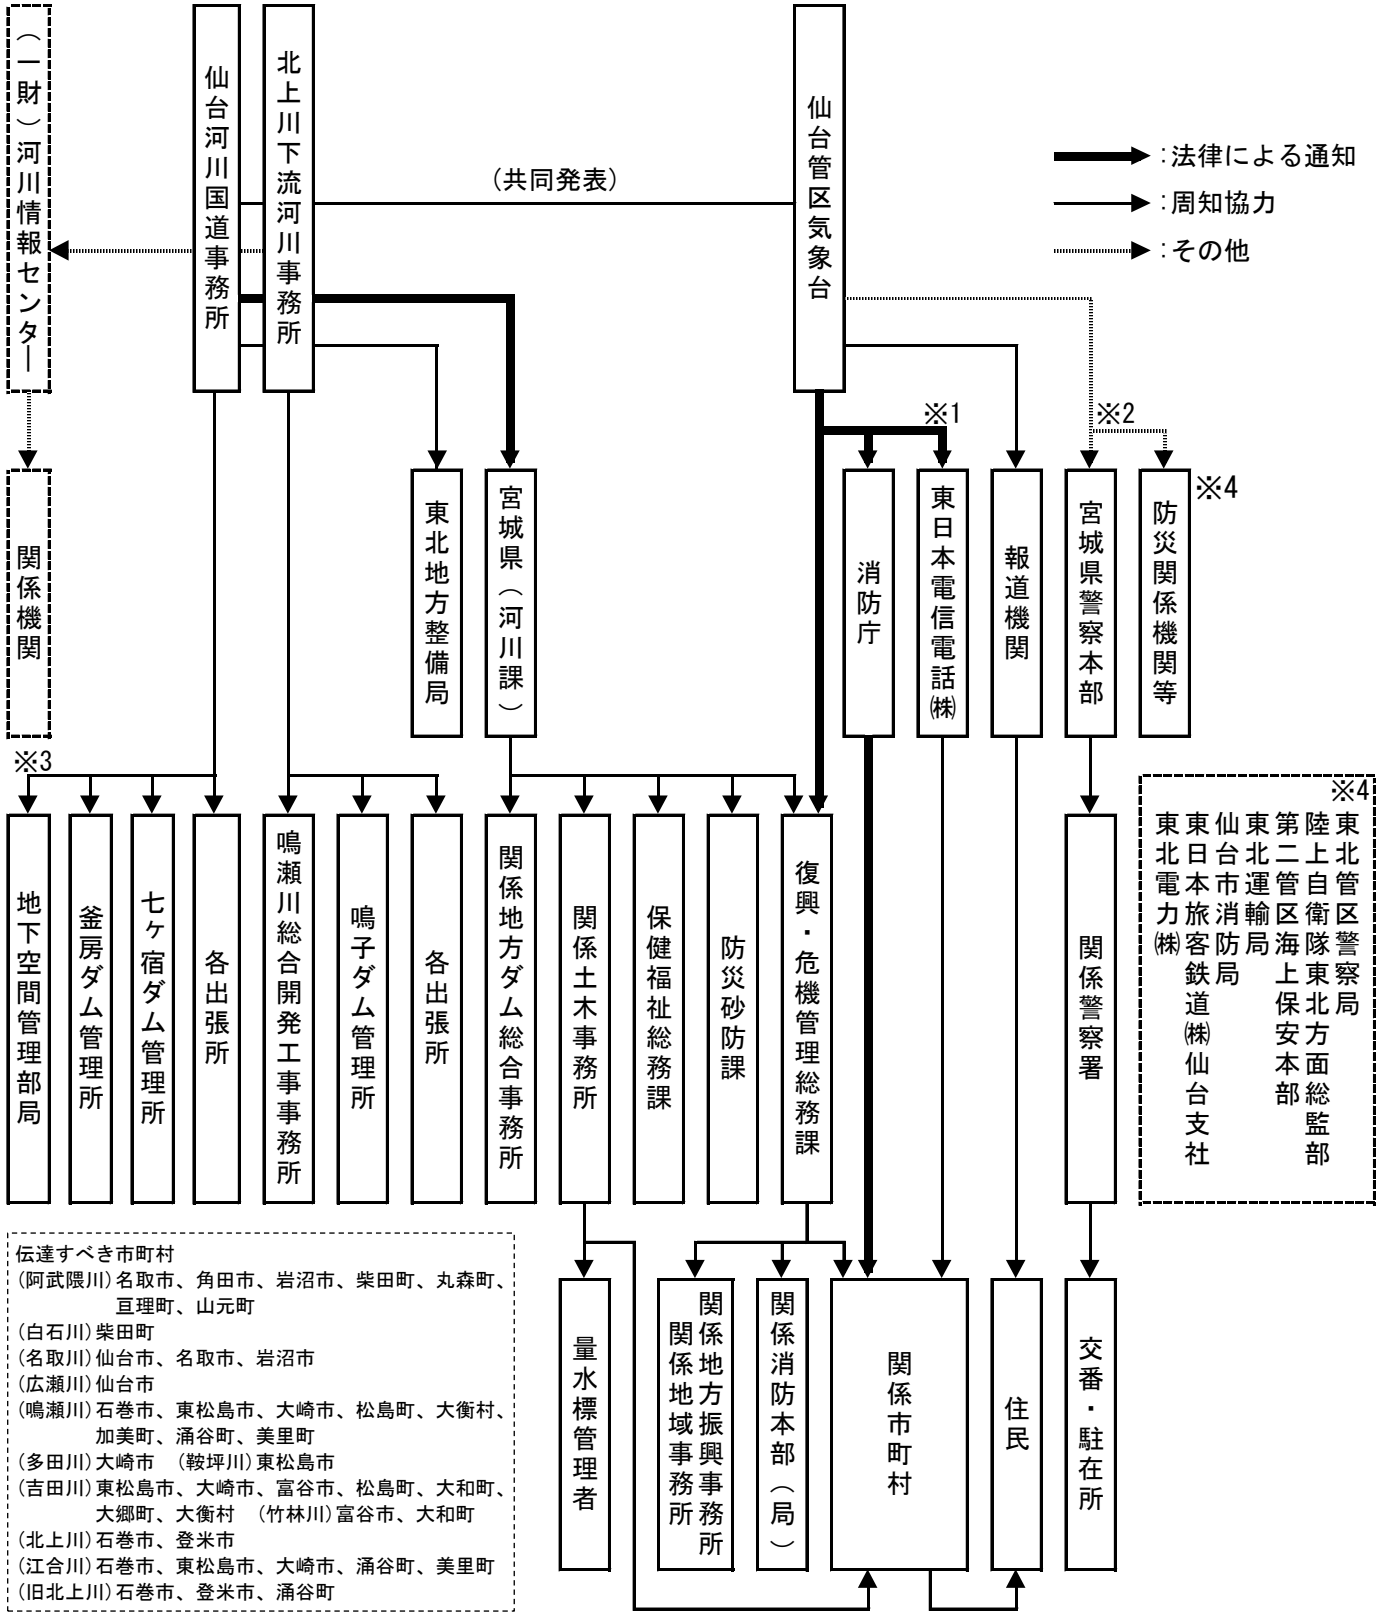 （一財）河川情報センター
仙台河川国道事務所
北上川下流河川事務所
仙台管区気象台
(共同発表)
:法律による通知
:周知協力
:その他
※1
※2
※4
関係機関
東北地方整備局
宮城県（河川課）
消防庁
東日本電信電話㈱
報道機関
宮城県警察本部
防災関係機関等
※3
地下空間管理部局
釜房ダム管理所
七ヶ宿ダム管理所
各出張所
鳴瀬川総合開発工事事務所
鳴子ダム管理所
各出張所
関係地方ダム総合事務所
関係土木事務所
保健福祉総務課
防災砂防課
復興・危機管理総務課
関係警察署
※4
東北管区警察局
陸上自衛隊東北方面総監部
第二管区海上保安本部
東北運輸局
仙台市消防局
東日本旅客鉄道㈱仙台支社
東北電力㈱
量水標管理者
関係地方振興事務所
関係地域事務所
関係消防本部（局）
関係市町村
住民
交番・駐在所
伝達すべき市町村
(阿武隈川)名取市、角田市、岩沼市、柴田町、丸森町、
亘理町、山元町
(白石川)柴田町
(名取川)仙台市、名取市、岩沼市
(広瀬川)仙台市
(鳴瀬川)石巻市、東松島市、大崎市、松島町、大衡村、
加美町、涌谷町、美里町
(多田川)大崎市　(鞍坪川)東松島市
(吉田川)東松島市、大崎市、富谷市、松島町、大和町、
大郷町、大衡村　(竹林川)富谷市、大和町
(北上川)石巻市、登米市
(江合川)石巻市、東松島市、大崎市、涌谷町、美里町
(旧北上川)石巻市、登米市、涌谷町